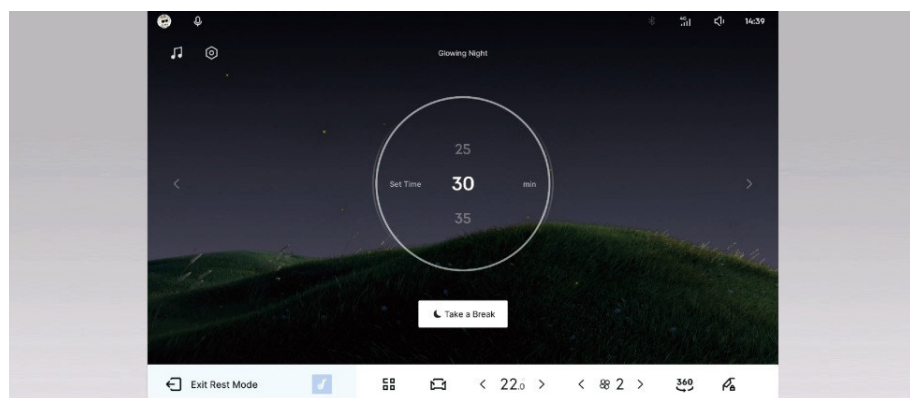 4G
14:39
Glowing Night
25
Set Time 30 min
35
Take a Break
Exit Rest Mode
22.0
2
360